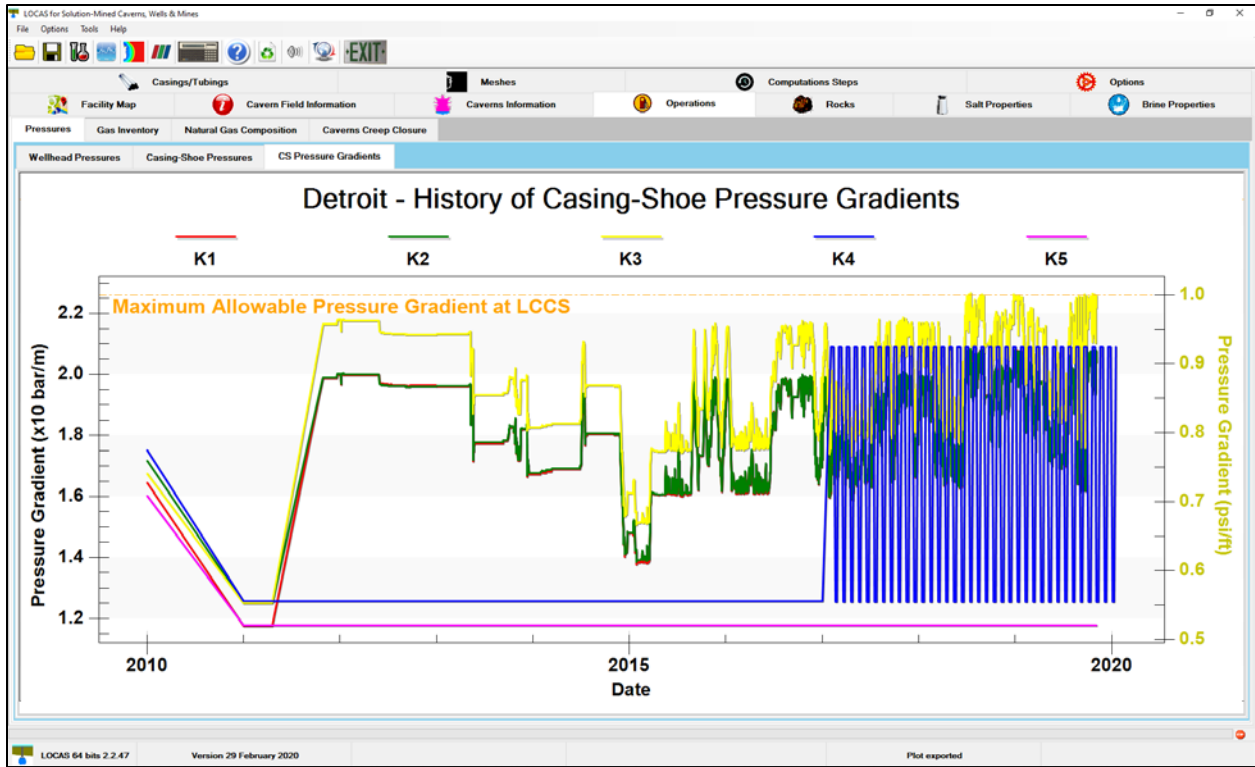 LOCAS for Solution-Mined Caverns, Wells & Mines
File Options Tools Help
EXIT
Casings/Tubings Meshes Computations Steps Options
Facility Map Cavern Field Information Caverns Information Operations Rocks Salt Properties Brine Properties
Pressures Gas Inventory Natural Gas Composition Caverns Creep Closure
Wellhead Pressures Casing-Shoe Pressures CS Pressure Gradients
Detroit - History of Casing-Shoe Pressure Gradients
K1 K2 K3 K4 K5
Maximum Allowable Pressure Gradient at LCCS
Pressure Gradient (x10 bar/m)
2.2
2.0
1.8
1.6
1.4
1.2
1.0
0.9
0.8
0.7
0.6
0.5
Pressure Gradient (psi/ft)
2010 2015 2020
Date
LOCAS 64 bits 2.2.47 Version 29 February 2020 Plot exported